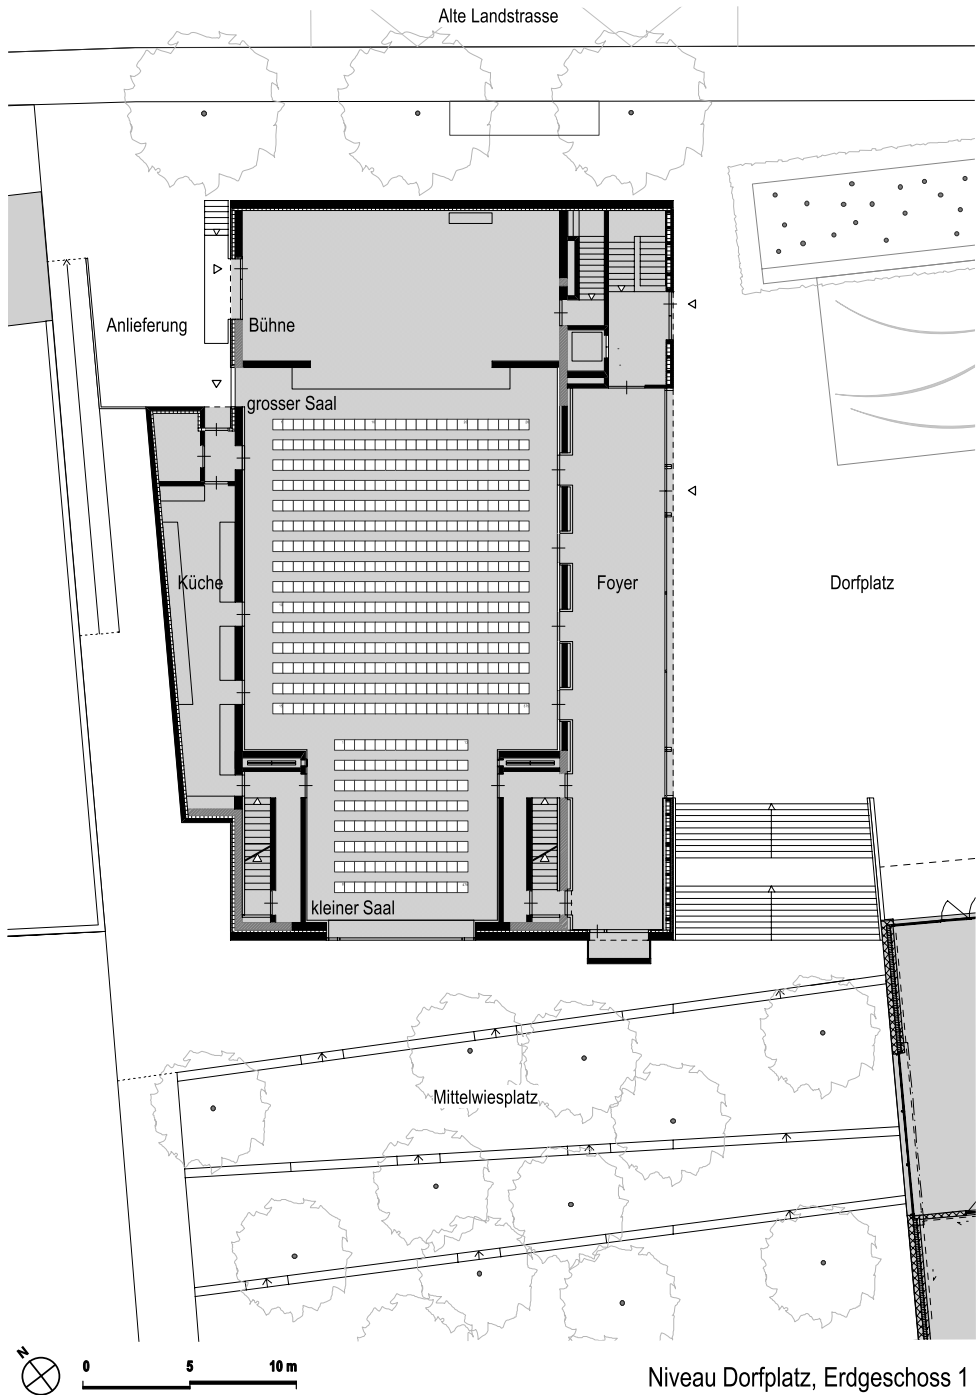 Alte Landstrasse
Anlieferung
Bühne
grosser Saal
Küche
Foyer
Dorfplatz
kleiner Saal
Mittelwiesplatz
N
0 5 10 m
Niveau Dorfplatz, Erdgeschoss 1